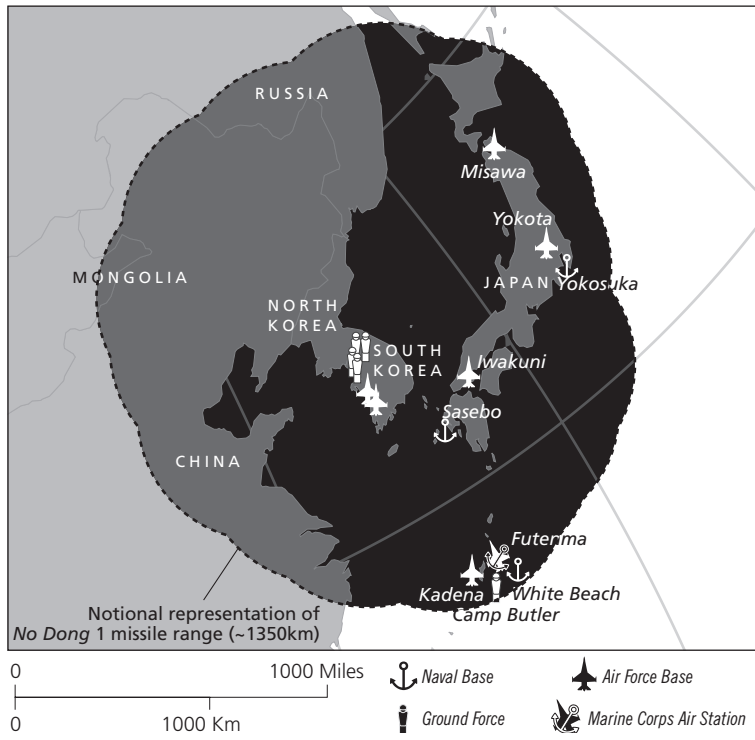 RUSSIA
Misawa
Yokota
MONGOLIA
JAPAN Yokosuka
NORTH
KOREA
SOUTH
KOREA
Iwakuni
Sasebo
CHINA
Futenma
Kadena
White Beach
Camp Butler
Notional representation of
No Dong 1 missile range (~1350km)
0 1000 Miles
0 1000 Km
Naval Base
Air Force Base
Ground Force
Marine Corps Air Station